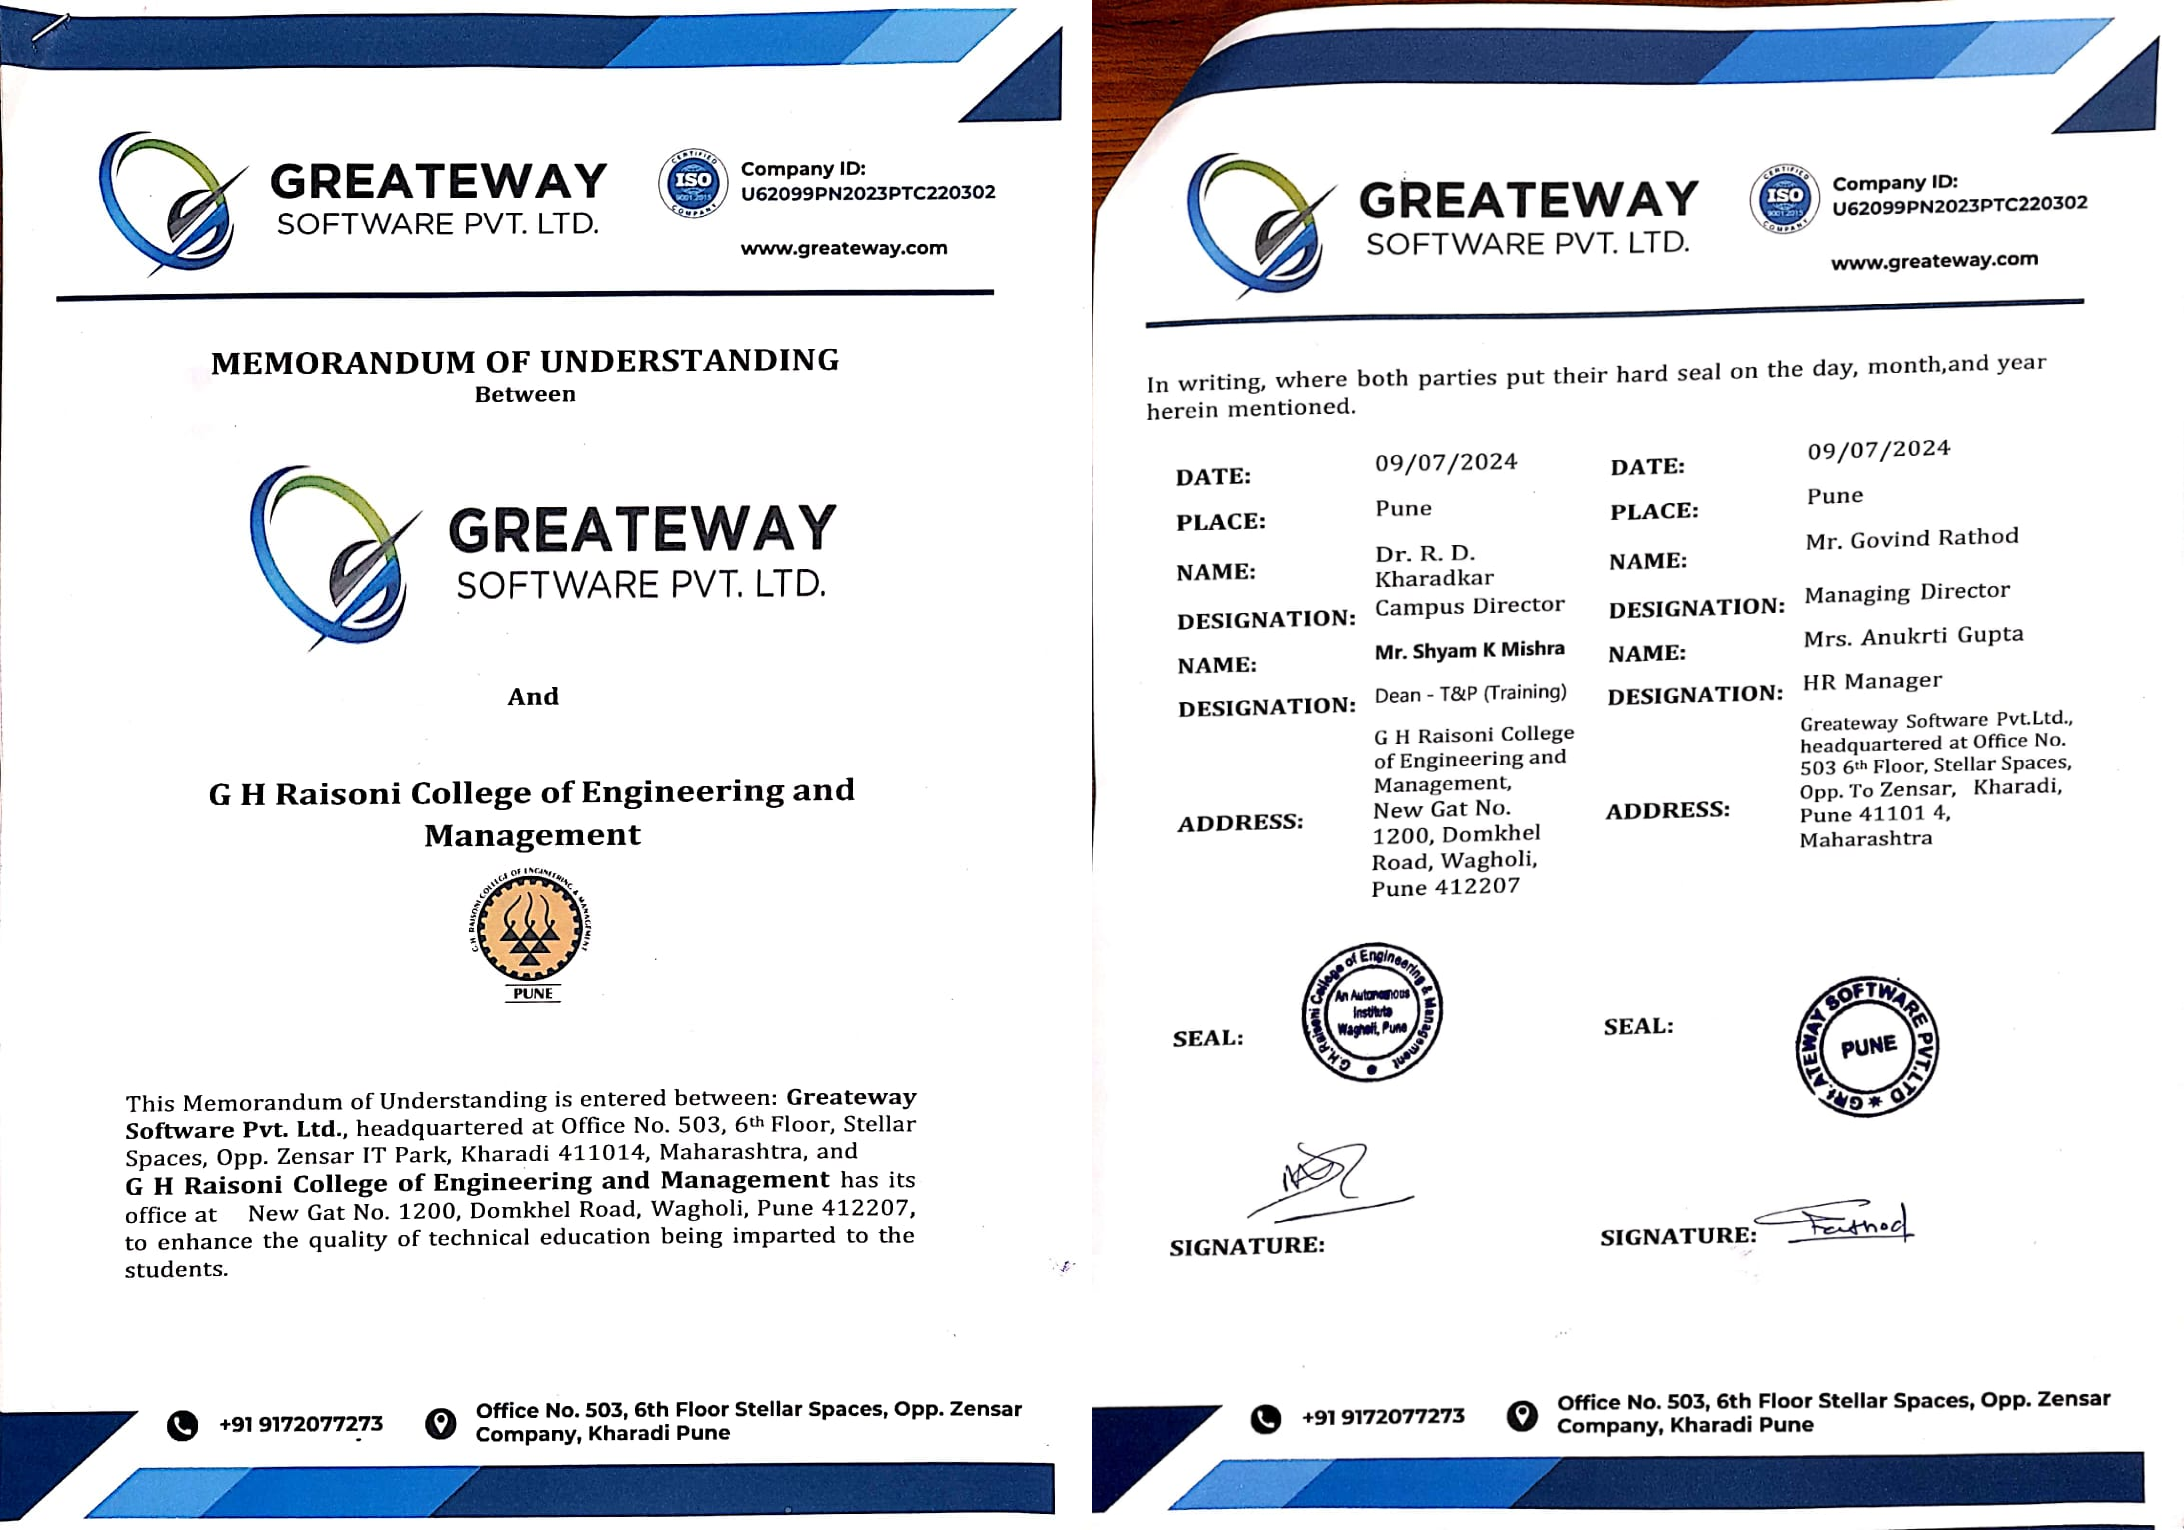 GREATEWAY
SOFTWARE PVT. LTD.
CERTIFIED
ISO
9001:2015
COMPANY
Company ID:
U62099PN2023PTC220302
www.greateway.com
MEMORANDUM OF UNDERSTANDING
Between
GREATEWAY
SOFTWARE PVT. LTD.
And
G H Raisoni College of Engineering and
Management
G.H. RAISONI COLLEGE OF ENGINEERING & MANAGEMENT
PUNE
This Memorandum of Understanding is entered between: Greateway
Software Pvt. Ltd., headquartered at Office No. 503, 6th Floor, Stellar
Spaces, Opp. Zensar IT Park, Kharadi 411014, Maharashtra, and
G H Raisoni College of Engineering and Management has its
office at New Gat No. 1200, Domkhel Road, Wagholi, Pune 412207,
to enhance the quality of technical education being imparted to the
students.
+91 9172077273
Office No. 503, 6th Floor Stellar Spaces, Opp. Zensar
Company, Kharadi Pune
GREATEWAY
SOFTWARE PVT. LTD.
CERTIFIED
ISO
9001:2015
COMPANY
Company ID:
U62099PN2023PTC220302
www.greateway.com
In writing, where both parties put their hard seal on the day, month,and year
herein mentioned.
DATE: 09/07/2024
PLACE: Pune
NAME: Dr. R. D.
Kharadkar
DESIGNATION: Campus Director
NAME: Mr. Shyam K Mishra
DESIGNATION: Dean - T&P (Training)
ADDRESS: G H Raisoni College
of Engineering and
Management,
New Gat No.
1200, Domkhel
Road, Wagholi,
Pune 412207
SEAL:
G.H.Raisoni College of Engineering & Management
An Autonomous
Institute
Wagholi, Pune
SIGNATURE:
DATE: 09/07/2024
PLACE: Pune
NAME: Mr. Govind Rathod
DESIGNATION: Managing Director
NAME: Mrs. Anukrti Gupta
DESIGNATION: HR Manager
ADDRESS: Greateway Software Pvt.Ltd.,
headquartered at Office No.
503 6th Floor, Stellar Spaces,
Opp. To Zensar, Kharadi,
Pune 41101 4,
Maharashtra
SEAL:
GREATEWAY SOFTWARE PVT.LTD
PUNE
SIGNATURE: Rathod
+91 9172077273
Office No. 503, 6th Floor Stellar Spaces, Opp. Zensar
Company, Kharadi Pune